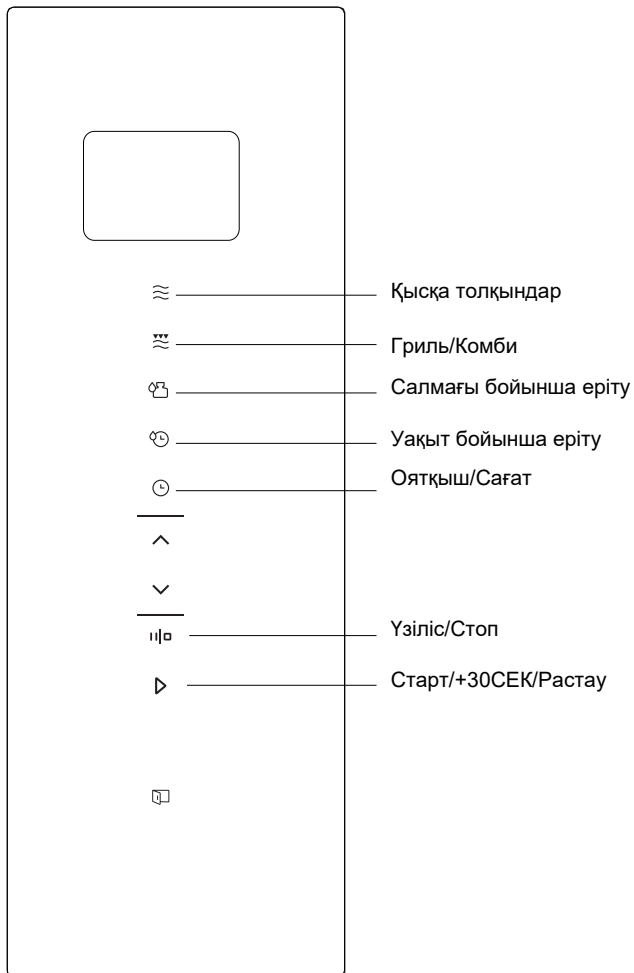 Қысқа толқындар
Гриль/Комби
Салмағы бойынша еріту
Уақыт бойынша еріту
Оятқыш/Сағат
Үзіліс/Стоп
Старт/+30СЕК/Растау